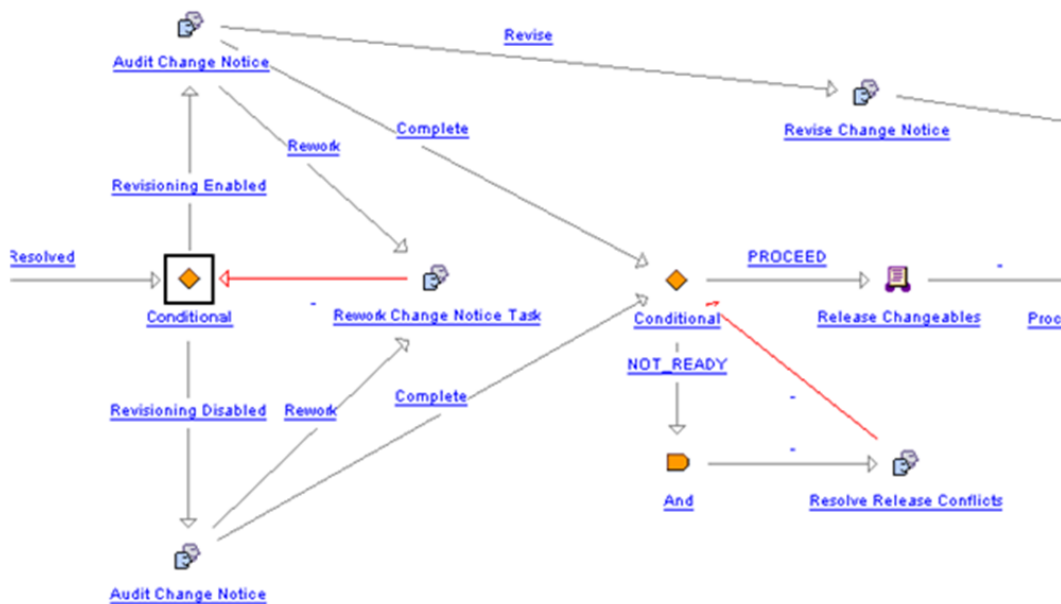 Revise
Audit Change Notice
Revise Change Notice
Complete
Rework
Revisioning Enabled
Resolved
PROCEED
-
-
Conditional
Rework Change Notice Task
Conditional
Release Changeables
Proc
NOT_READY
Revisioning Disabled
Rework
Complete
-
-
And
Resolve Release Conflicts
Audit Change Notice